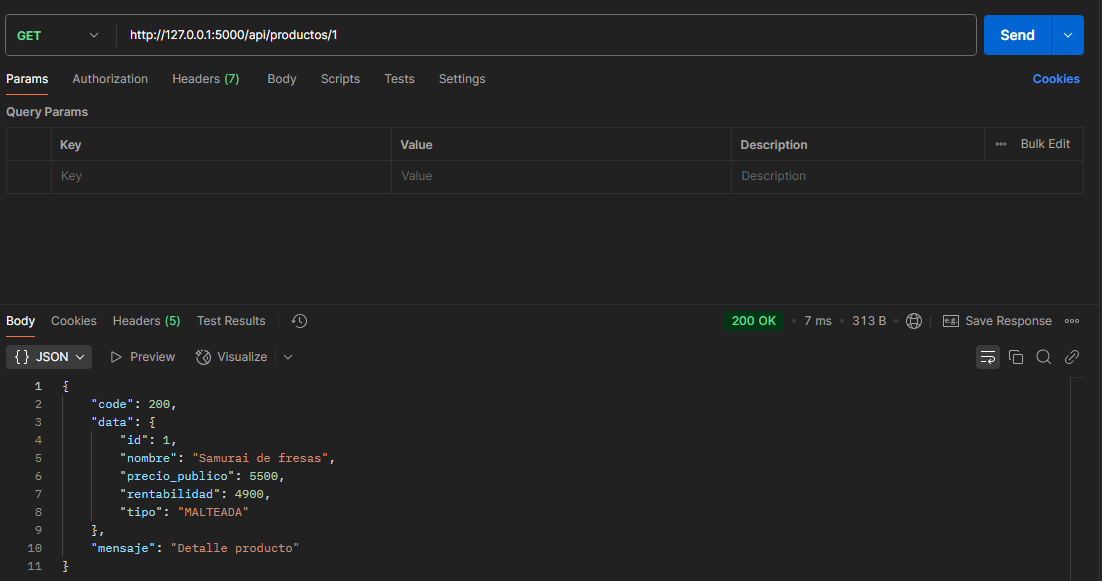 GET http://127.0.0.1:5000/api/productos/1 Send
Params Authorization Headers (7) Body Scripts Tests Settings Cookies
Query Params
Key Value Description ••• Bulk Edit
Key Value Description
Body Cookies Headers (5) Test Results 200 OK • 7 ms • 313 B • e.g. Save Response •••
{} JSON Preview Visualize
1 {
2 "code": 200,
3 "data": {
4 "id": 1,
5 "nombre": "Samurai de fresas",
6 "precio_publico": 5500,
7 "rentabilidad": 4900,
8 "tipo": "MALTEADA"
9 },
10 "mensaje": "Detalle producto"
11 }